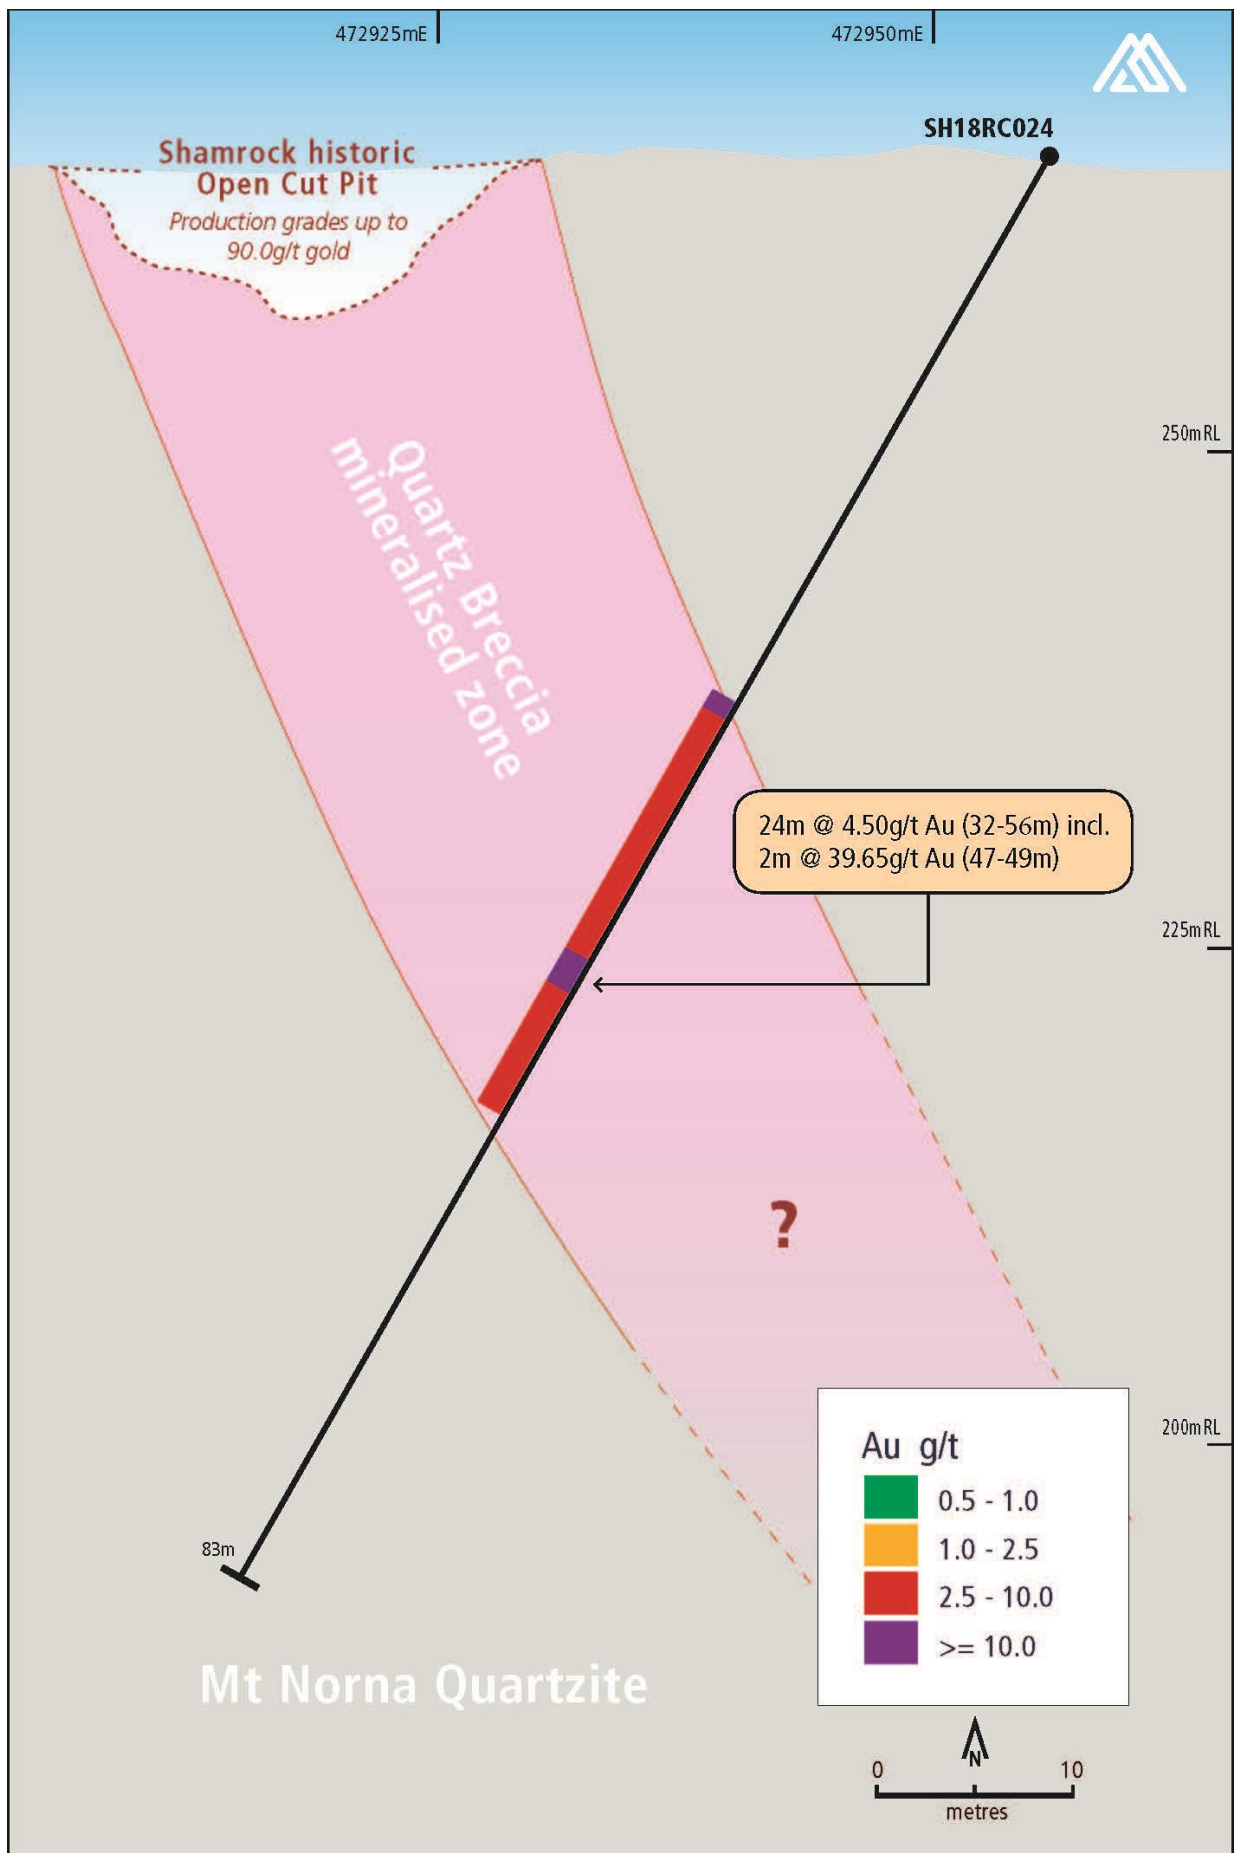 472925mE
472950mE
SH18RC024
Shamrock historic
Open Cut Pit
Production grades up to
90.0g/t gold
250mRL
Quartz Breccia
mineralised zone
24m @ 4.50g/t Au (32-56m) incl.
2m @ 39.65g/t Au (47-49m)
225mRL
?
200mRL
Au g/t
0.5 - 1.0
1.0 - 2.5
2.5 - 10.0
>= 10.0
83m
Mt Norna Quartzite
N
0
10
metres